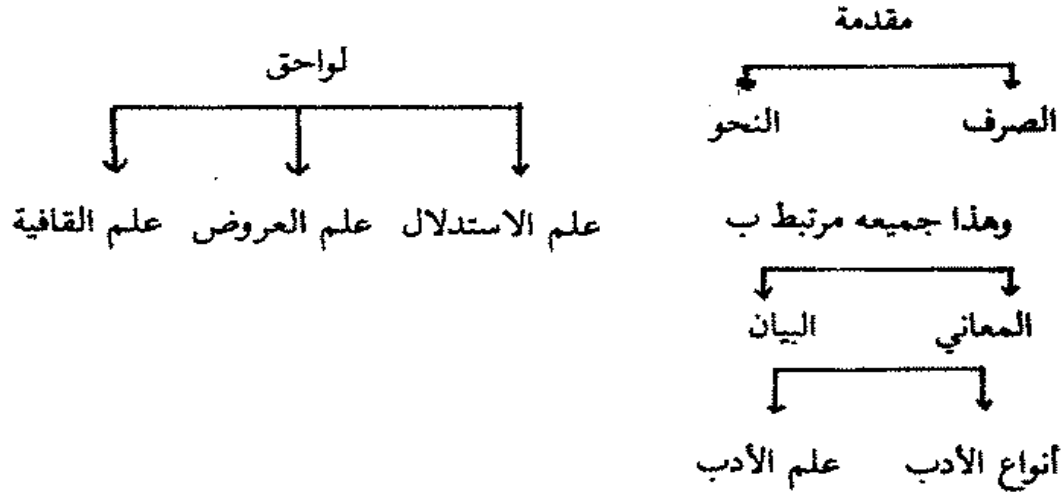 مقدمة
الصرف النحو
وهذا جميعه مرتبط ب
المعاني البيان
أنواع الأدب علم الأدب
لواحق
علم الاستدلال علم العروض علم القافية